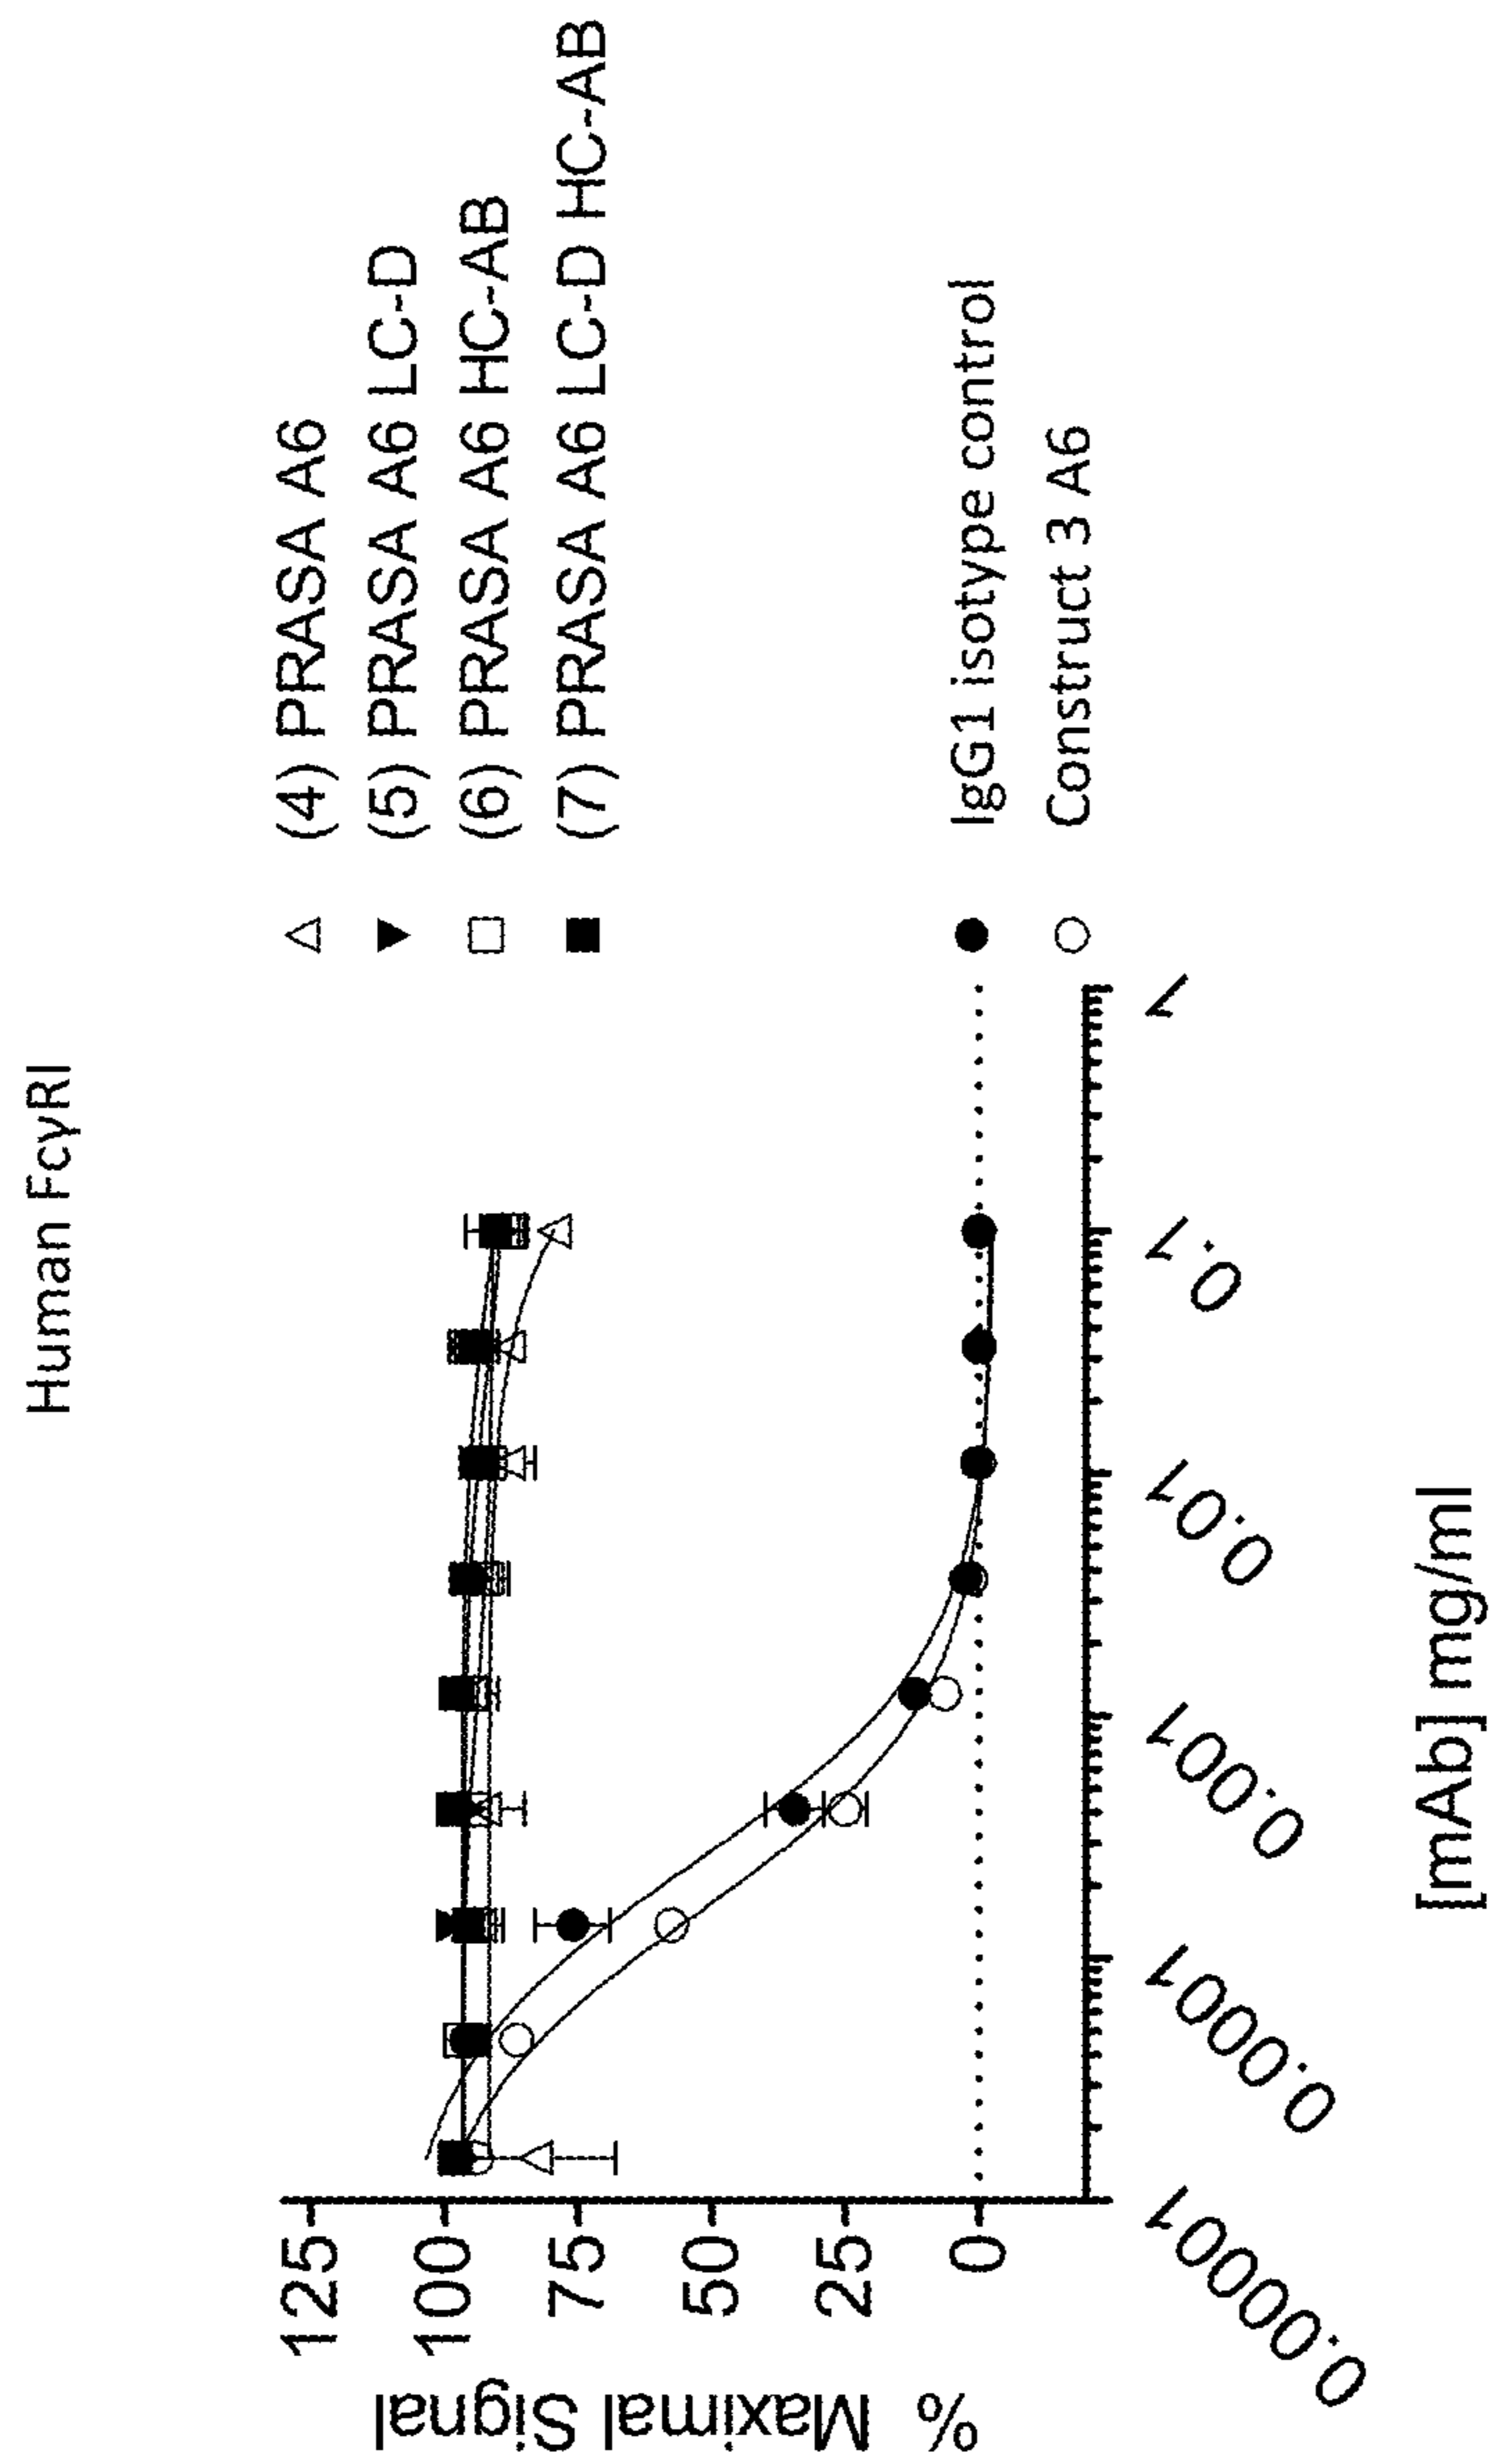 Human FcγRI
% Maximal Signal
125
100
75
50
25
0
0.00001
0.0001
0.001
0.01
0.1
1
[mAb] mg/ml
(4) PRASA A6
(5) PRASA A6 LC-D
(6) PRASA A6 HC-AB
(7) PRASA A6 LC-D HC-AB
IgG1 isotype control
Construct 3 A6